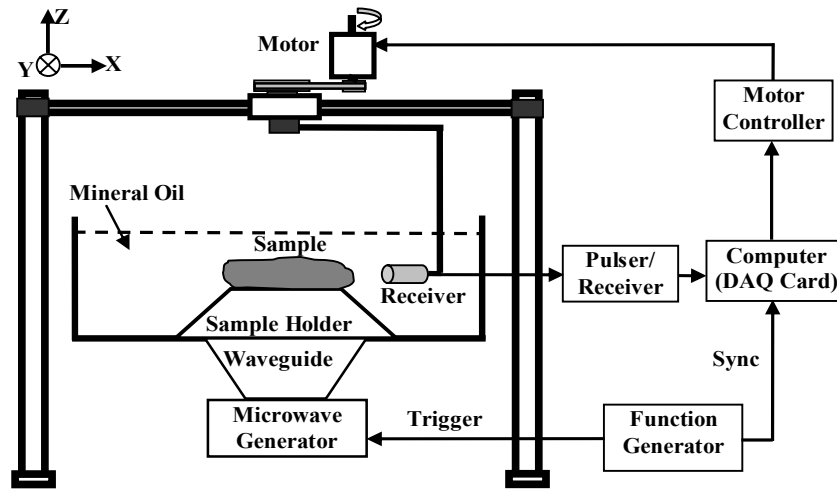 Z
Y
X
Motor
Motor
Controller
Mineral Oil
Sample
Receiver
Pulser/
Receiver
Computer
(DAQ Card)
Sample Holder
Waveguide
Sync
Microwave
Generator
Trigger
Function
Generator